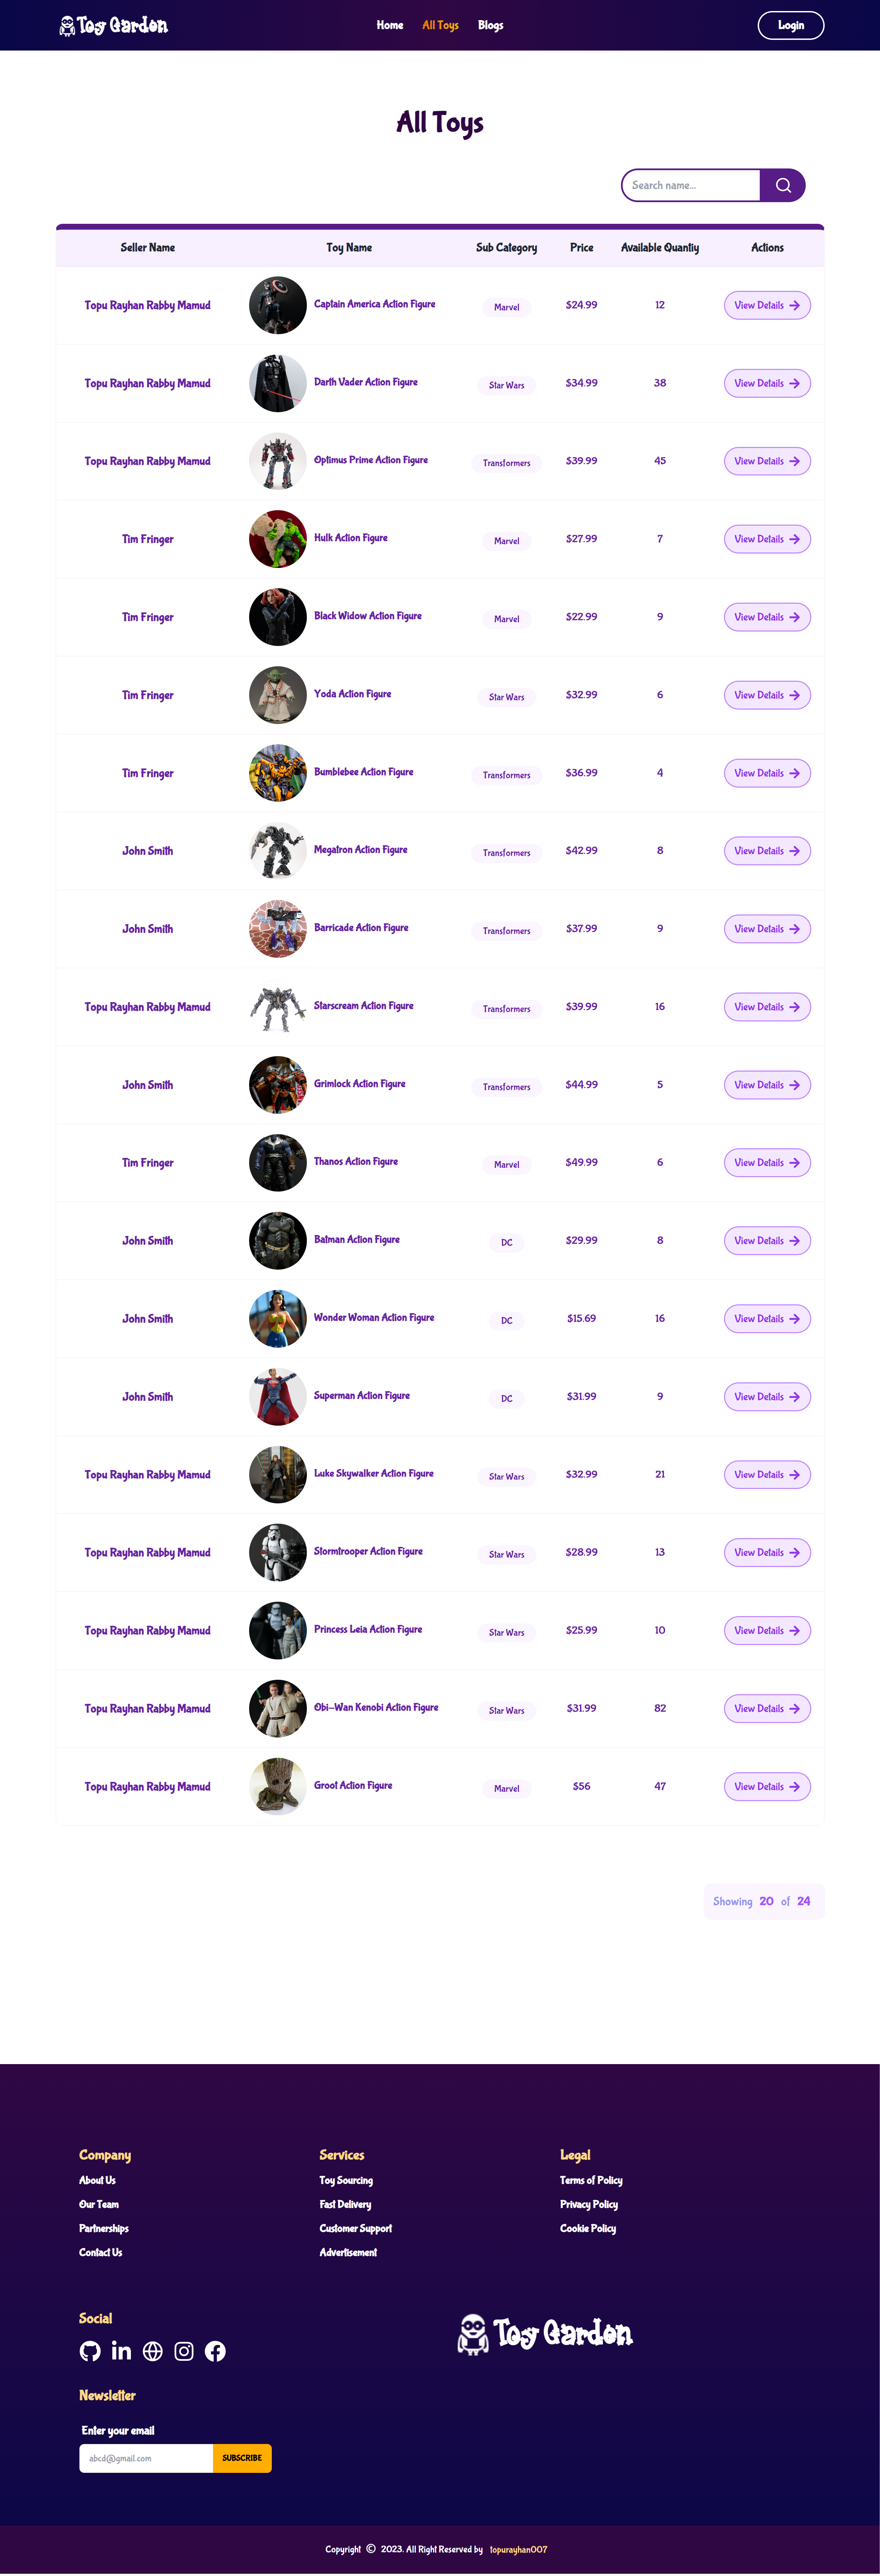 Toy Garden
Home All Toys Blogs
Login
All Toys
Search name...
Seller Name Toy Name Sub Category Price Available Quantiy Actions
Topu Rayhan Rabby Mamud Captain America Action Figure Marvel $24.99 12 View Details
Topu Rayhan Rabby Mamud Darth Vader Action Figure Star Wars $34.99 38 View Details
Topu Rayhan Rabby Mamud Optimus Prime Action Figure Transformers $39.99 45 View Details
Tim Fringer Hulk Action Figure Marvel $27.99 7 View Details
Tim Fringer Black Widow Action Figure Marvel $22.99 9 View Details
Tim Fringer Yoda Action Figure Star Wars $32.99 6 View Details
Tim Fringer Bumblebee Action Figure Transformers $36.99 4 View Details
John Smith Megatron Action Figure Transformers $42.99 8 View Details
John Smith Barricade Action Figure Transformers $37.99 9 View Details
Topu Rayhan Rabby Mamud Starscream Action Figure Transformers $39.99 16 View Details
John Smith Grimlock Action Figure Transformers $44.99 5 View Details
Tim Fringer Thanos Action Figure Marvel $49.99 6 View Details
John Smith Batman Action Figure DC $29.99 8 View Details
John Smith Wonder Woman Action Figure DC $15.69 16 View Details
John Smith Superman Action Figure DC $31.99 9 View Details
Topu Rayhan Rabby Mamud Luke Skywalker Action Figure Star Wars $32.99 21 View Details
Topu Rayhan Rabby Mamud Stormtrooper Action Figure Star Wars $28.99 13 View Details
Topu Rayhan Rabby Mamud Princess Leia Action Figure Star Wars $25.99 10 View Details
Topu Rayhan Rabby Mamud Obi-Wan Kenobi Action Figure Star Wars $31.99 82 View Details
Topu Rayhan Rabby Mamud Groot Action Figure Marvel $56 47 View Details
Showing 20 of 24
Company
About Us
Our Team
Partnerships
Contact Us
Services
Toy Sourcing
Fast Delivery
Customer Support
Advertisement
Legal
Terms of Policy
Privacy Policy
Cookie Policy
Social
Toy Garden
Newsletter
Enter your email
abcd@gmail.com
SUBSCRIBE
Copyright © 2023. All Right Reserved by topurayhan007